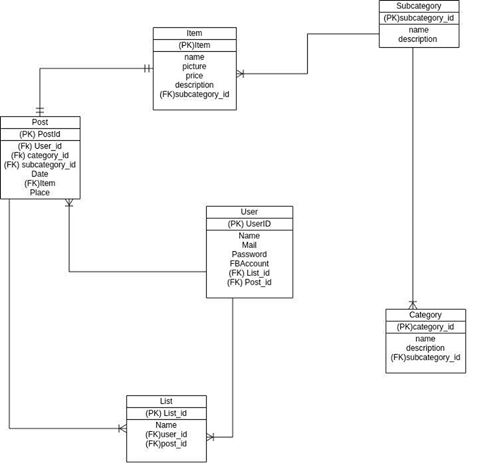 Subcategory
(PK)subcategory_id
name
description
Item
(PK)Item
name
picture
price
description
(FK)subcategory_id
Post
(PK) PostId
(Fk) User_id
(Fk) category_id
(FK) subcategory_id
Date
(FK)Item
Place
User
(PK) UserID
Name
Mail
Password
FBAccount
(FK) List_id
(FK) Post_id
Category
(PK)category_id
name
description
(FK)subcategory_id
List
(PK) List_id
Name
(FK)user_id
(FK)post_id